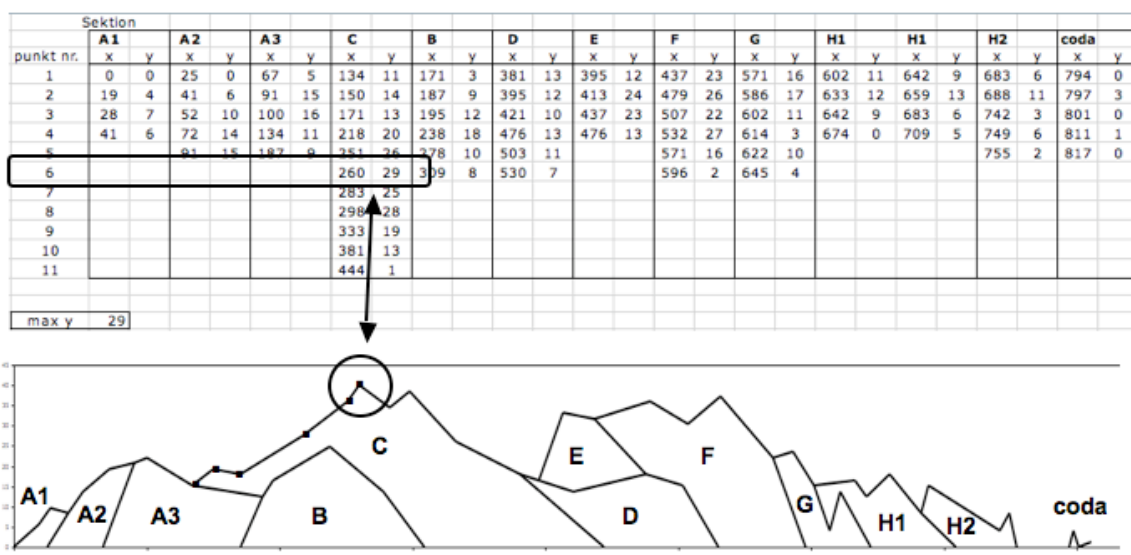 Sektion
A1 A2 A3 C B D E F G H1 H1 H2 coda
punkt nr. x y x y x y x y x y x y x y x y x y x y x y x y x y
1 0 0 25 0 67 5 134 11 171 3 381 13 395 12 437 23 571 16 602 11 642 9 683 6 794 0
2 19 4 41 6 91 15 150 14 187 9 395 12 413 24 479 26 586 17 633 12 659 13 688 11 797 3
3 28 7 52 10 100 16 171 13 195 12 421 10 437 23 507 22 602 11 642 9 683 6 742 3 801 0
4 41 6 72 14 134 11 218 20 238 18 476 13 476 13 532 27 614 3 674 0 709 5 749 6 811 1
5 91 15 187 9 251 26 278 10 503 11 571 16 622 10 755 2 817 0
6 260 29 309 8 530 7 596 2 645 4
7 283 25
8 298 28
9 333 19
10 381 13
11 444 1
max y 29
C
E F
A1 G coda
A2 A3 B D H1 H2